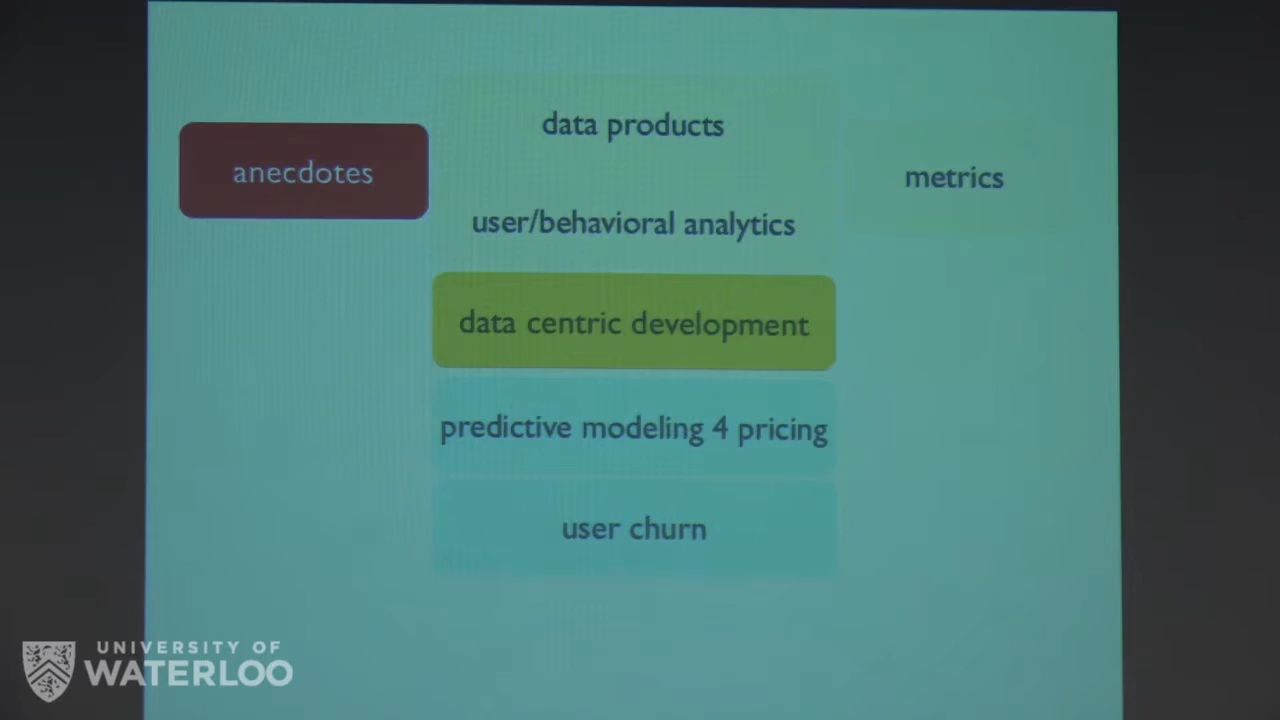 anecdotes
data products
user/behavioral analytics
data centric development
predictive modeling 4 pricing
user churn
metrics
UNIVERSITY OF
WATERLOO